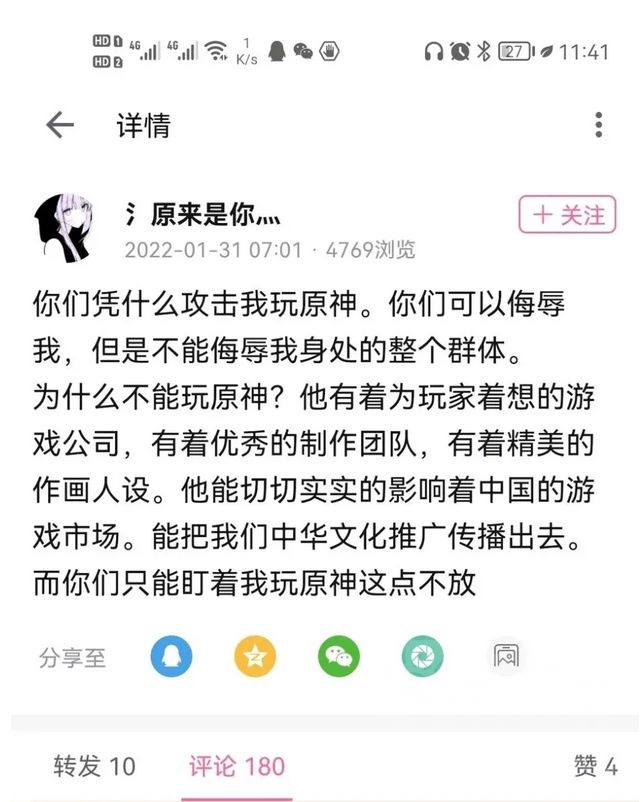 HD 1 4G 4G 1 27 11:41
HD 2 K/s
详情
氵原来是你灬
+ 关注
2022-01-31 07:01 · 4769浏览
你们凭什么攻击我玩原神。你们可以侮辱
我，但是不能侮辱我身处的整个群体。
为什么不能玩原神？他有着为玩家着想的游
戏公司，有着优秀的制作团队，有着精美的
作画人设。他能切切实实的影响着中国的游
戏市场。能把我们中华文化推广传播出去。
而你们只能盯着我玩原神这点不放
分享至
转发 10 评论 180 赞 4